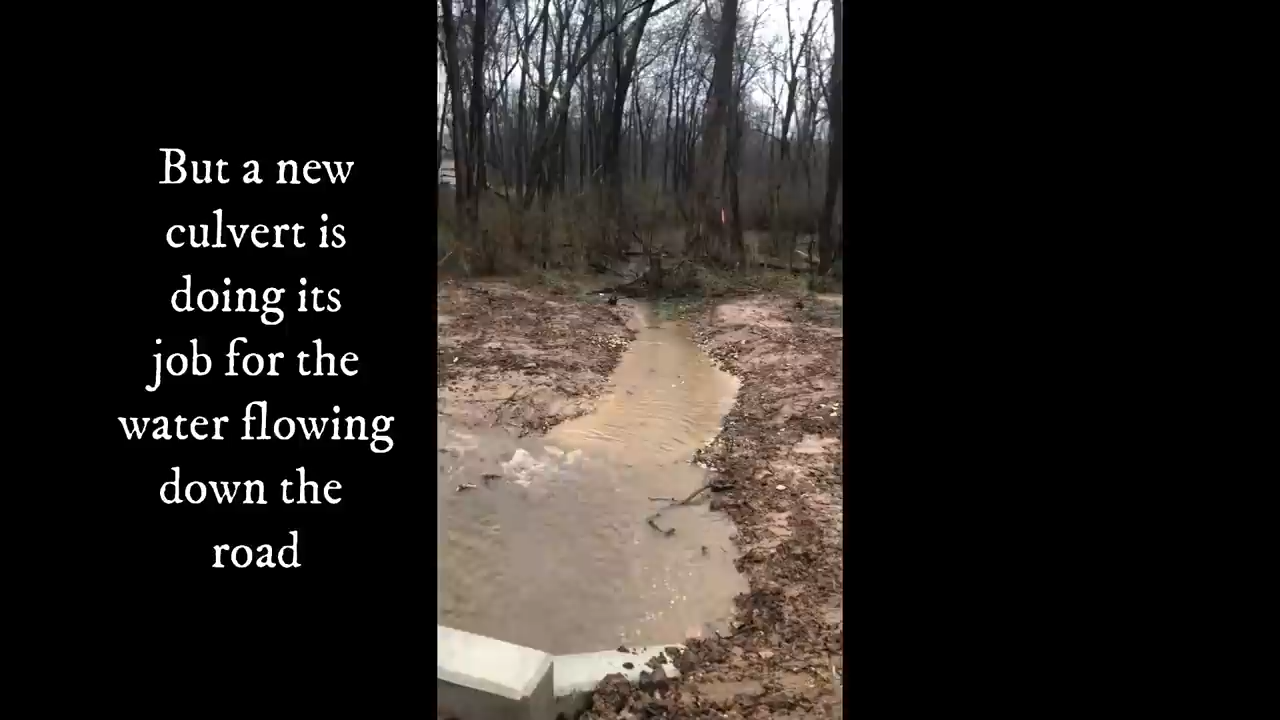 But a new
culvert is
doing its
job for the
water flowing
down the
road